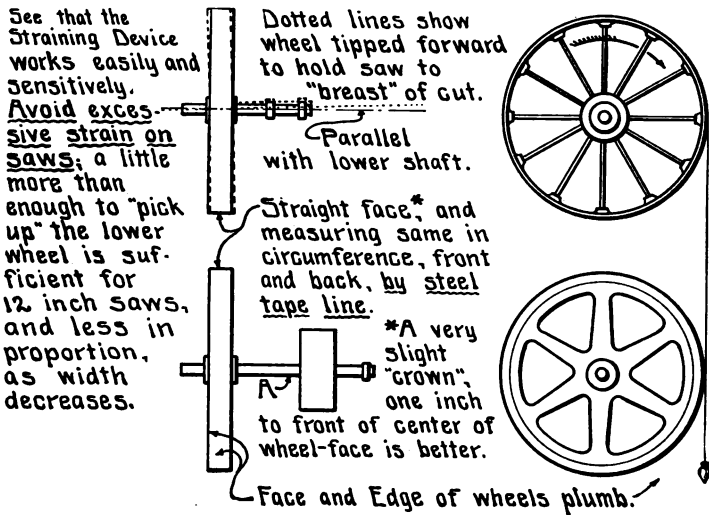 See that the
Straining Device
works easily and
sensitively.
Avoid exces-
sive strain on
saws; a little
more than
enough to "pick
up" the lower
wheel is suf-
ficient for
12 inch saws,
and less in
proportion,
as width
decreases.
Dotted lines show
wheel tipped forward
to hold saw to
"breast" of cut.
Parallel
with lower shaft.
Straight face,* and
measuring same in
circumference, front
and back, by steel
tape line.
*A very
slight
"crown",
one inch
to front of center of
wheel-face is better.
A
Face and Edge of wheels plumb.